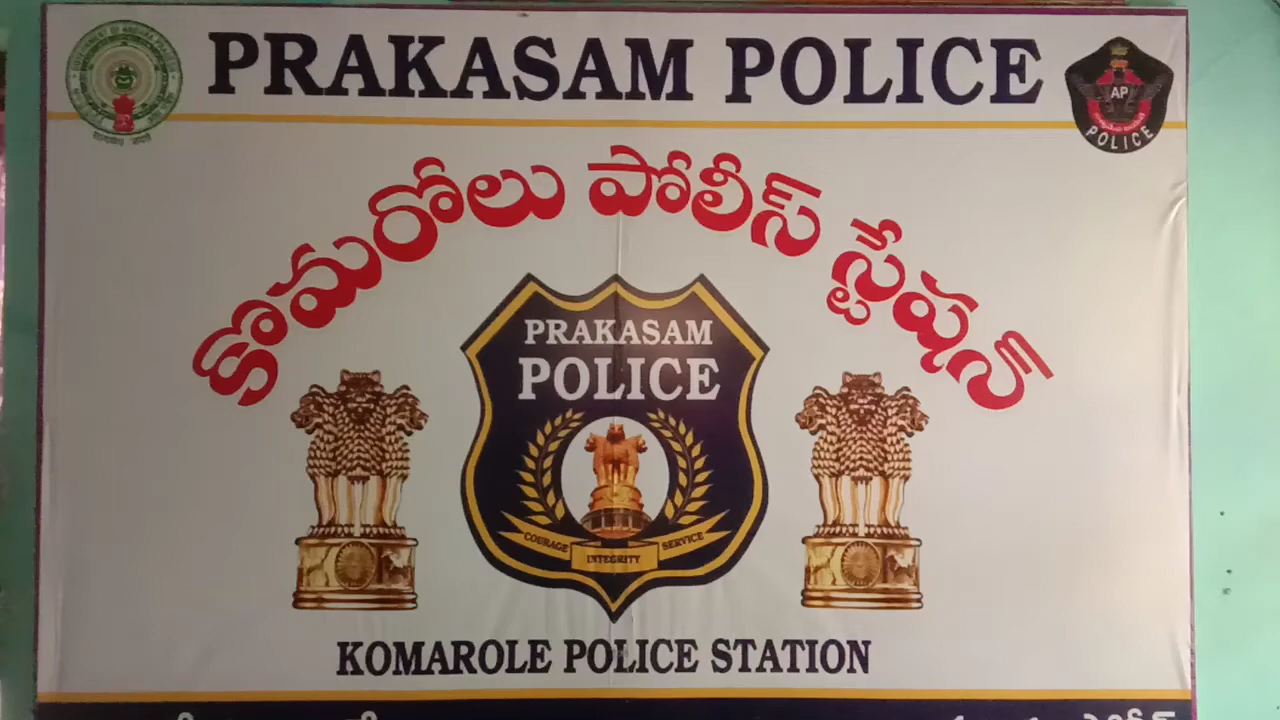 PRAKASAM POLICE
AP
POLICE
కొమరోలు పోలీస్ స్టేషన్
PRAKASAM
POLICE
COURAGE INTEGRITY SERVICE
KOMAROLE POLICE STATION